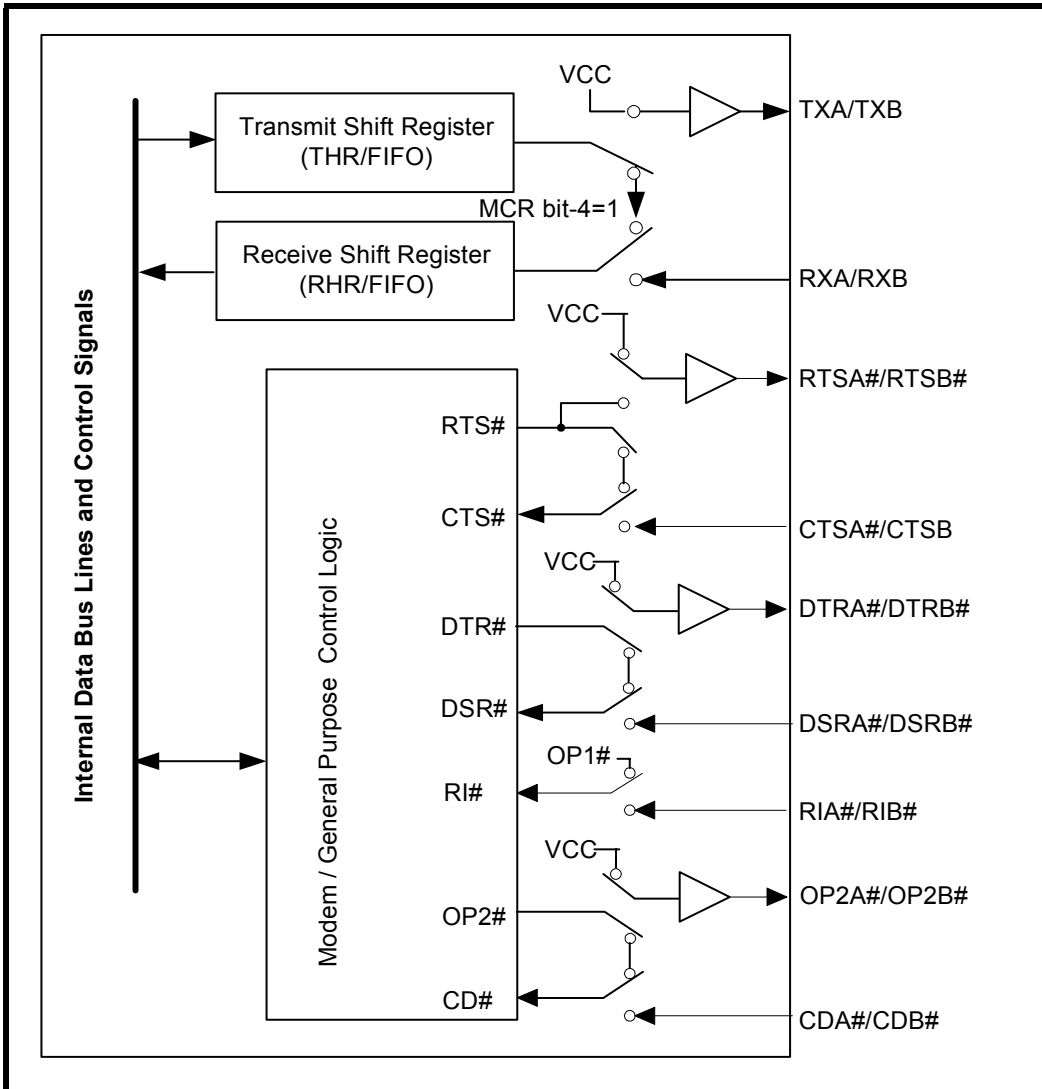 VCC
TXA/TXB
Transmit Shift Register
(THR/FIFO)
MCR bit-4=1
Receive Shift Register
(RHR/FIFO)
RXA/RXB
VCC
RTSA#/RTSB#
RTS#
CTS#
CTSA#/CTSB
VCC
DTRA#/DTRB#
DTR#
DSR#
DSRA#/DSRB#
OP1#
RI#
RIA#/RIB#
VCC
OP2A#/OP2B#
OP2#
CD#
CDA#/CDB#
Internal Data Bus Lines and Control Signals
Modem / General Purpose Control Logic